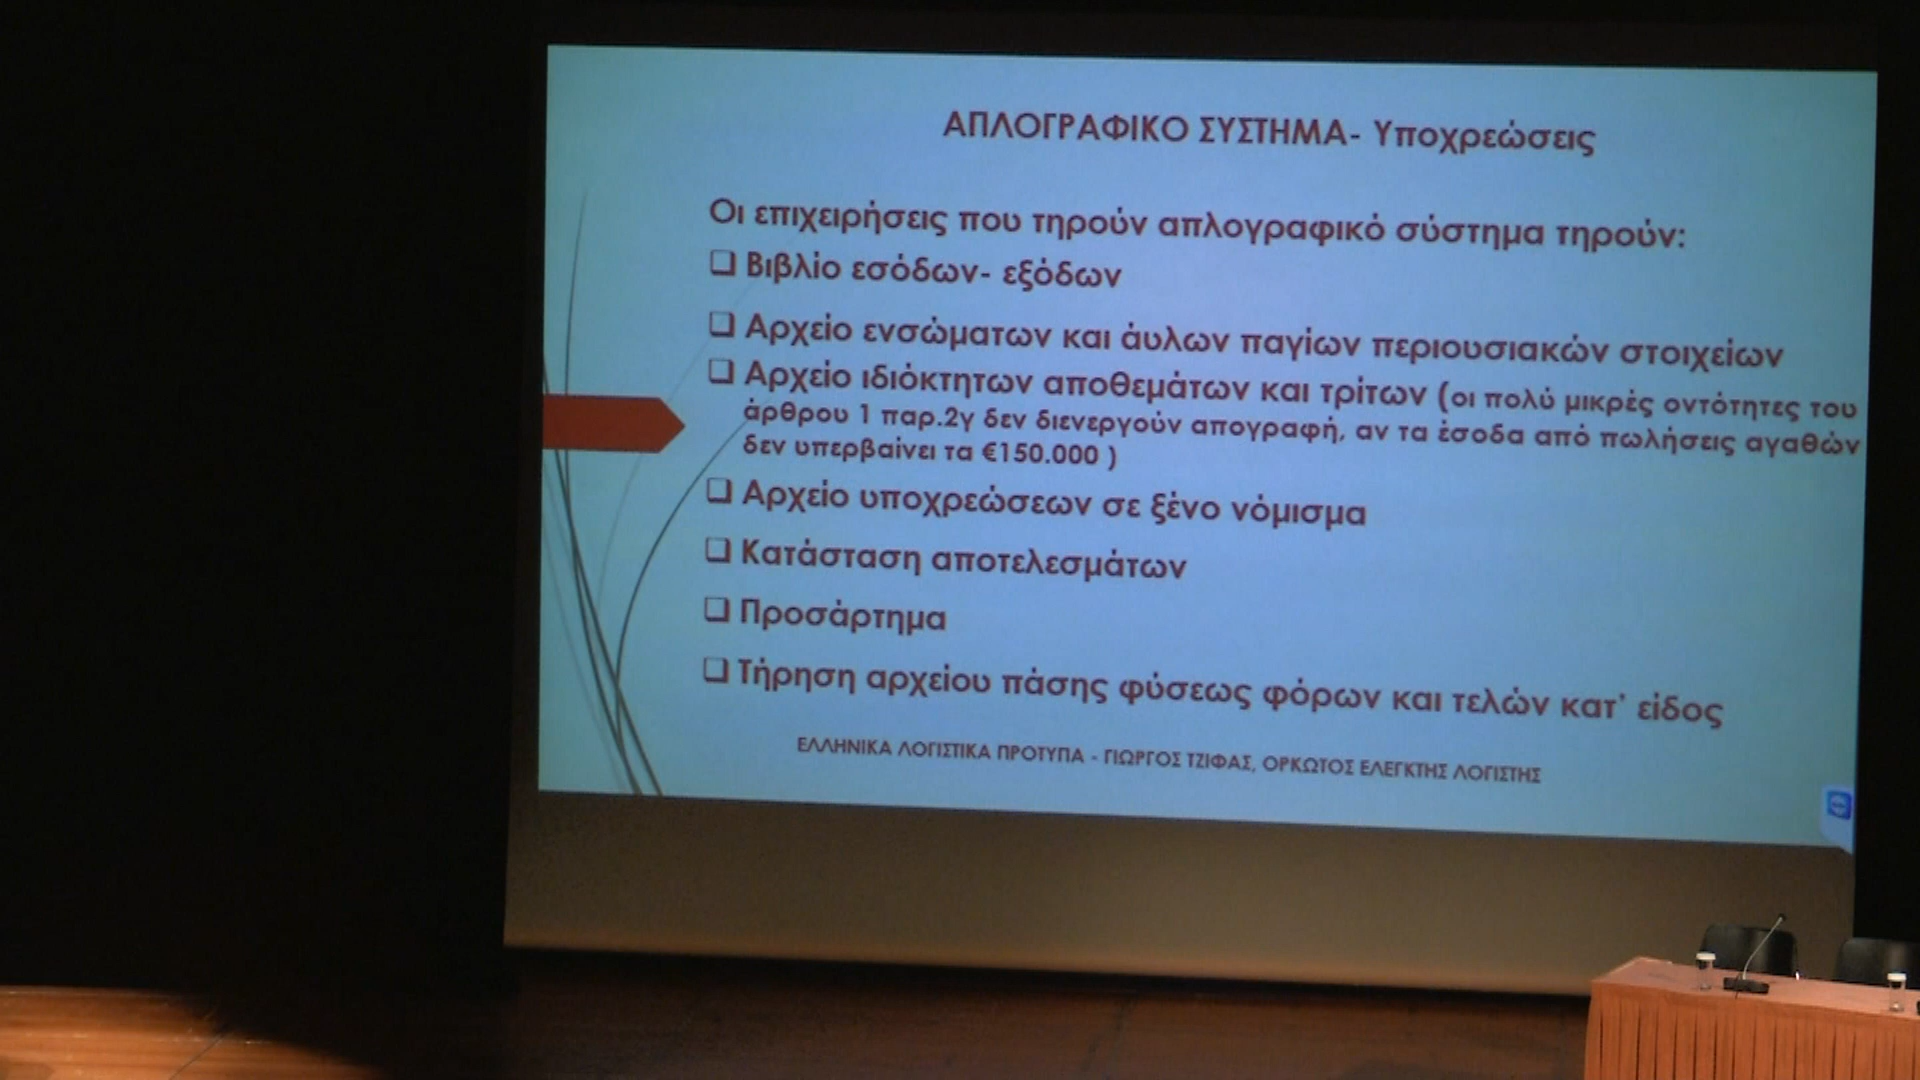 ΑΠΛΟΓΡΑΦΙΚΟ ΣΥΣΤΗΜΑ- Υποχρεώσεις
Οι επιχειρήσεις που τηρούν απλογραφικό σύστημα τηρούν:
❑ Βιβλίο εσόδων- εξόδων
❑ Αρχείο ενσώματων και άυλων παγίων περιουσιακών στοιχείων
❑ Αρχείο ιδιόκτητων αποθεμάτων και τρίτων (οι πολύ μικρές οντότητες του
άρθρου 1 παρ.2γ δεν διενεργούν απογραφή, αν τα έσοδα από πωλήσεις αγαθών
δεν υπερβαίνει τα €150.000 )
❑ Αρχείο υποχρεώσεων σε ξένο νόμισμα
❑ Κατάσταση αποτελεσμάτων
❑ Προσάρτημα
❑ Τήρηση αρχείου πάσης φύσεως φόρων και τελών κατ' είδος
ΕΛΛΗΝΙΚΑ ΛΟΓΙΣΤΙΚΑ ΠΡΟΤΥΠΑ - ΓΙΩΡΓΟΣ ΤΖΙΦΑΣ, ΟΡΚΩΤΟΣ ΕΛΕΓΚΤΗΣ ΛΟΓΙΣΤΗΣ